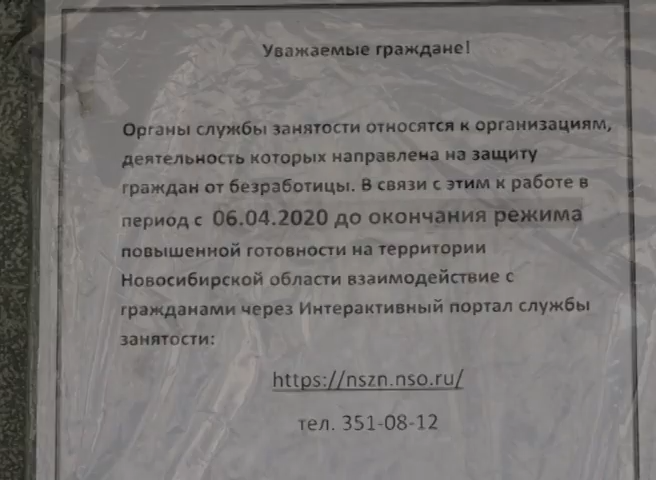 Уважаемые граждане!
Органы службы занятости относятся к организациям,
деятельность которых направлена на защиту
граждан от безработицы. В связи с этим к работе в
период с 06.04.2020 до окончания режима
повышенной готовности на территории
Новосибирской области взаимодействие с
гражданами через Интерактивный портал службы
занятости:
https://nszn.nso.ru/
тел. 351-08-12